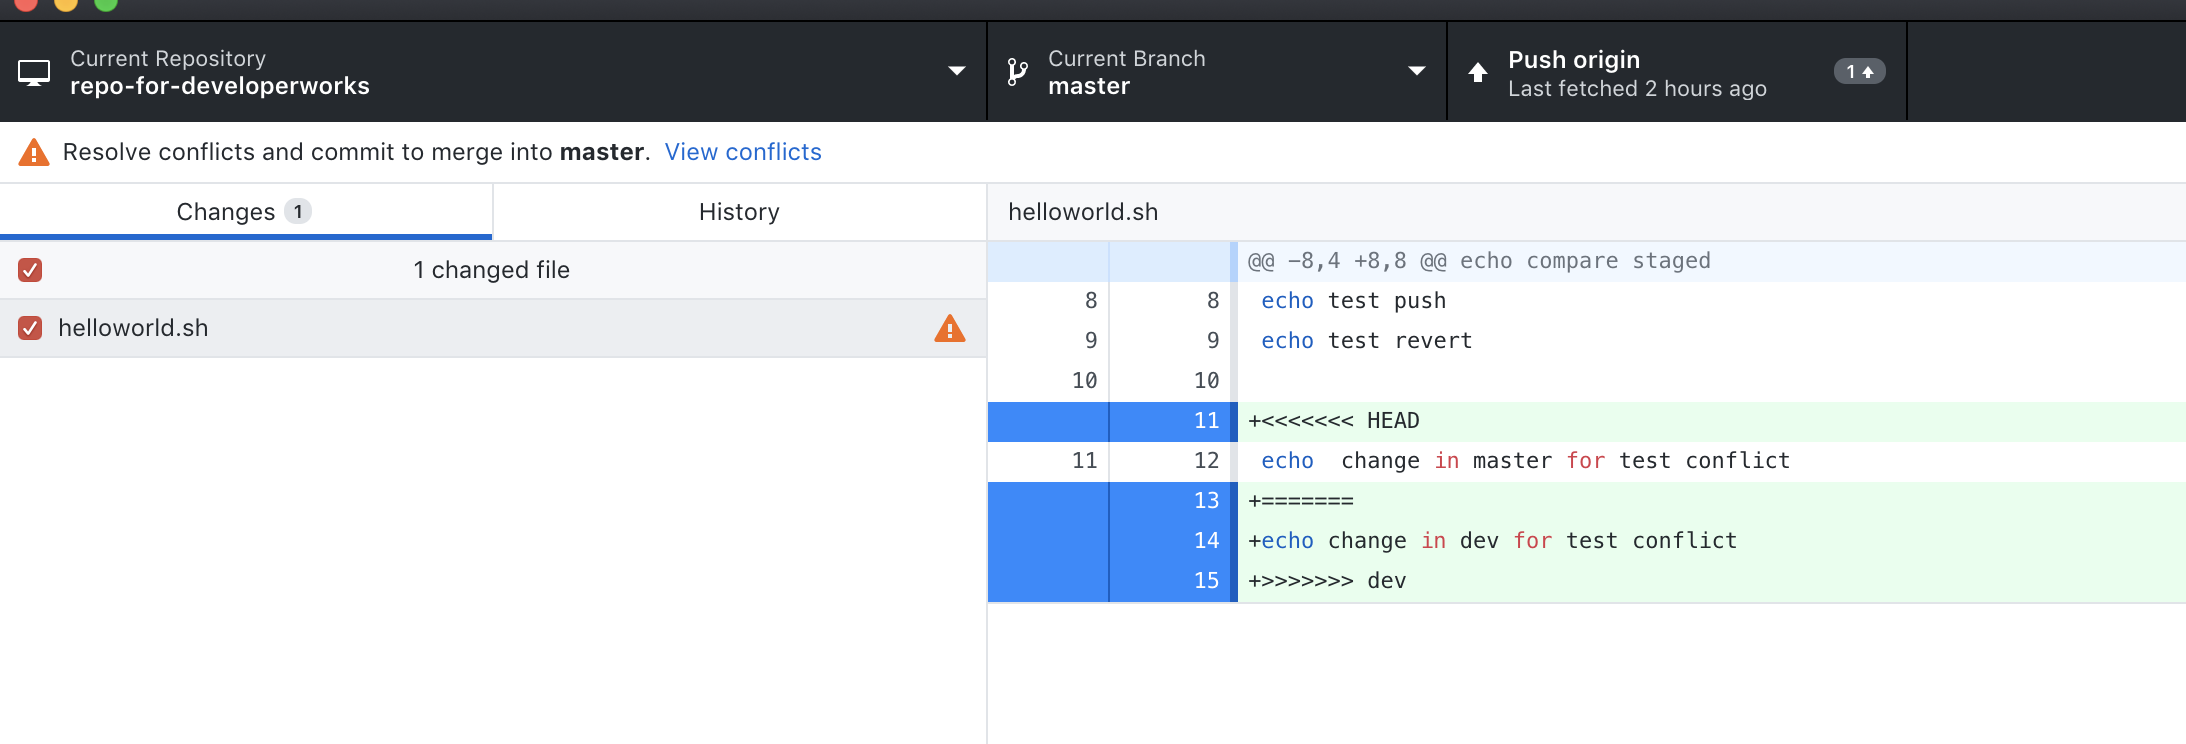 Current Repository
repo-for-developerworks
Current Branch
master
Push origin
Last fetched 2 hours ago
1
Resolve conflicts and commit to merge into master. View conflicts
Changes 1
History
helloworld.sh
1 changed file
helloworld.sh
@@ -8,4 +8,8 @@ echo compare staged
8 8 echo test push
9 9 echo test revert
10 10
11 +<<<<<<< HEAD
11 12 echo  change in master for test conflict
13 +=======
14 +echo change in dev for test conflict
15 +>>>>>>> dev